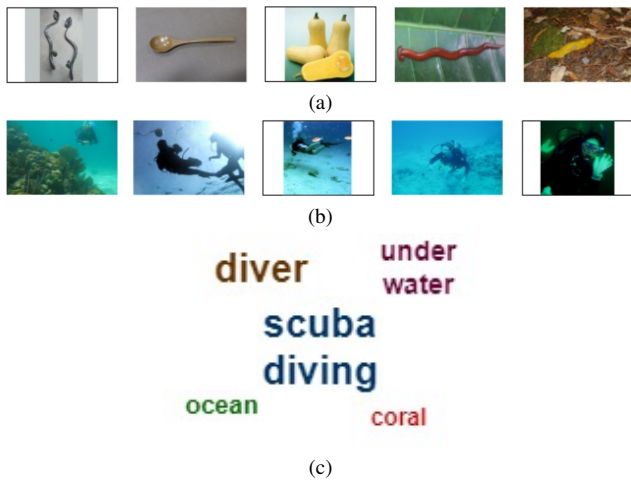 (a)
(b)
diver
under
water
scuba
diving
ocean
coral
(c)